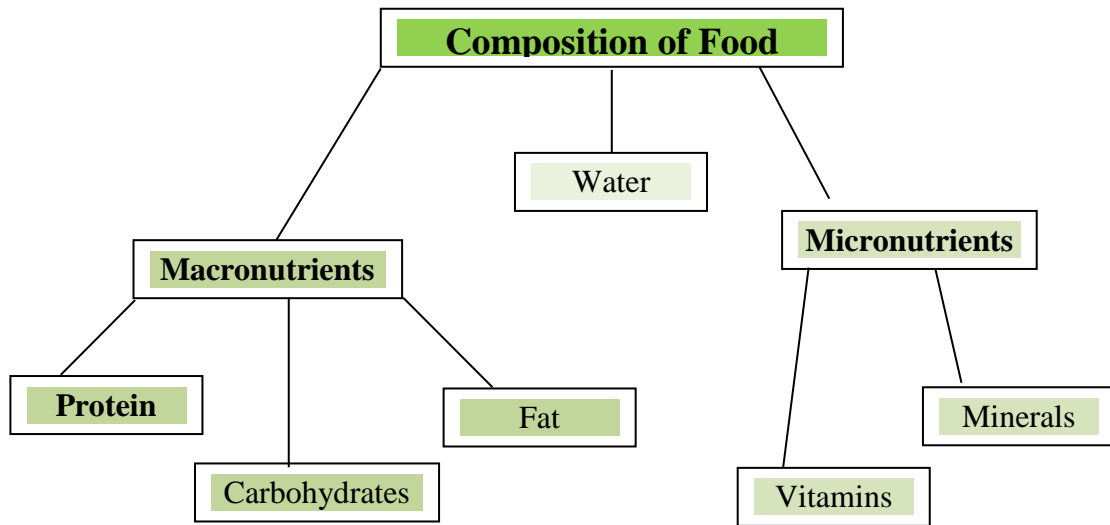 Composition of Food
Water
Micronutrients
Macronutrients
Protein
Fat
Minerals
Carbohydrates
Vitamins